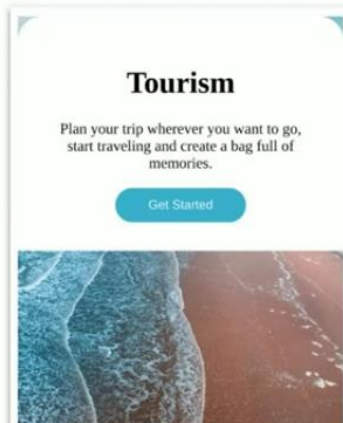 Tourism
Plan your trip wherever you want to go,
start traveling and create a bag full of
memories.
Get Started